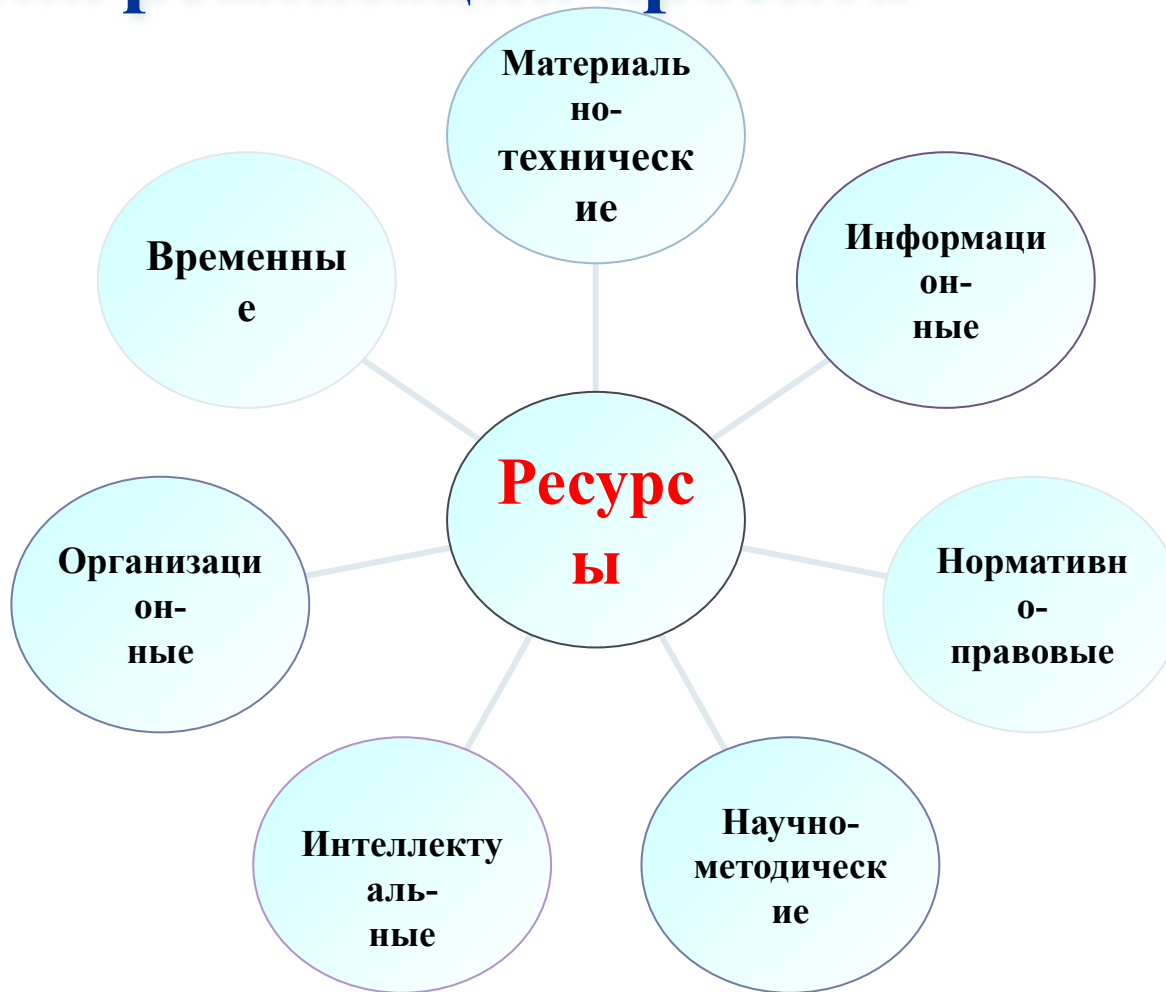 Материаль
но-
техническ
ие
Информаци
он-
ные
Нормативн
о-
правовые
Научно-
методическ
ие
Интеллекту
аль-
ные
Организаци
он-
ные
Временны
е
Ресурс
ы